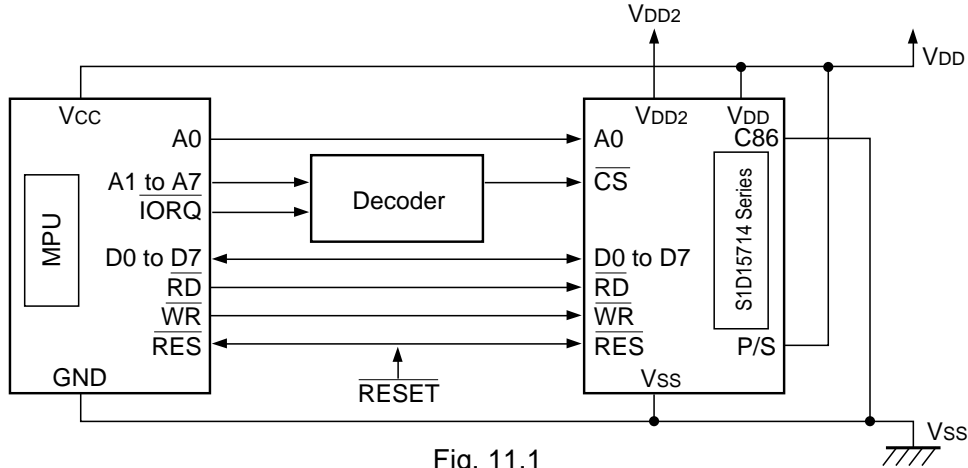 VDD2
VDD
VCC
A0
A1 to A7
IORQ
D0 to D7
RD
WR
RES
GND
MPU
Decoder
RESET
VDD2
VDD
A0
C86
CS
D0 to D7
RD
WR
RES
P/S
VSS
S1D15714 Series
VSS
Fig. 11.1